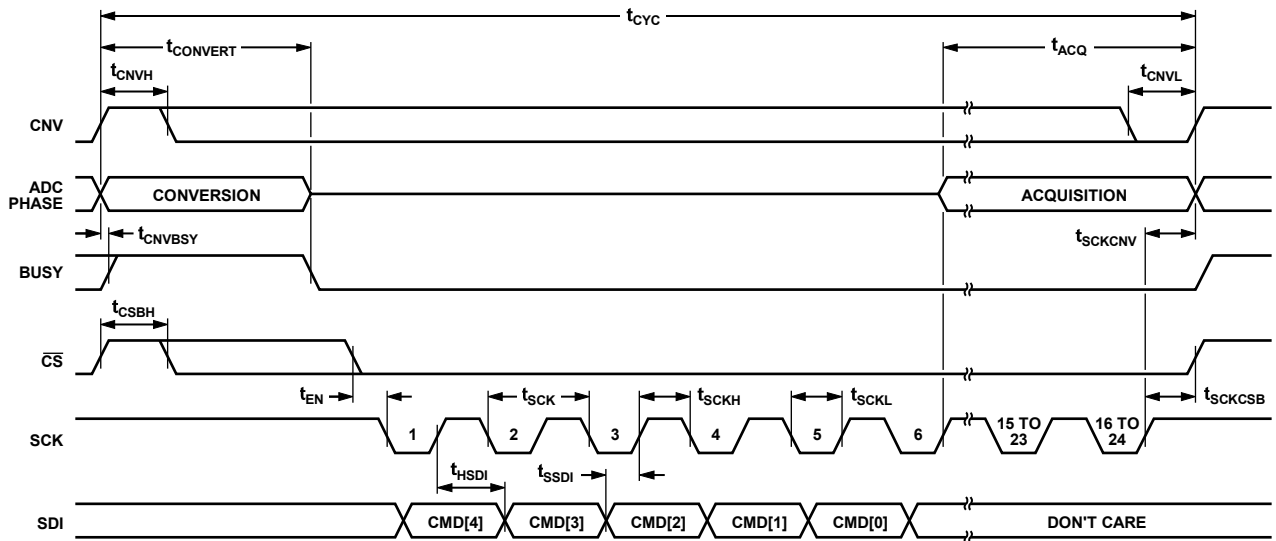 tCYC
tCONVERT
tACQ
tCNVH
tCNVL
CNV
ADC
PHASE
CONVERSION
ACQUISITION
tCNVBSY
tSCKCNV
BUSY
tCSBH
CS
tEN
tSCK
tSCKH
tSCKL
tSCKCSB
SCK
1
2
3
4
5
6
15 TO
23
16 TO
24
tHSDI
tSSDI
SDI
CMD[4]
CMD[3]
CMD[2]
CMD[1]
CMD[0]
DON'T CARE